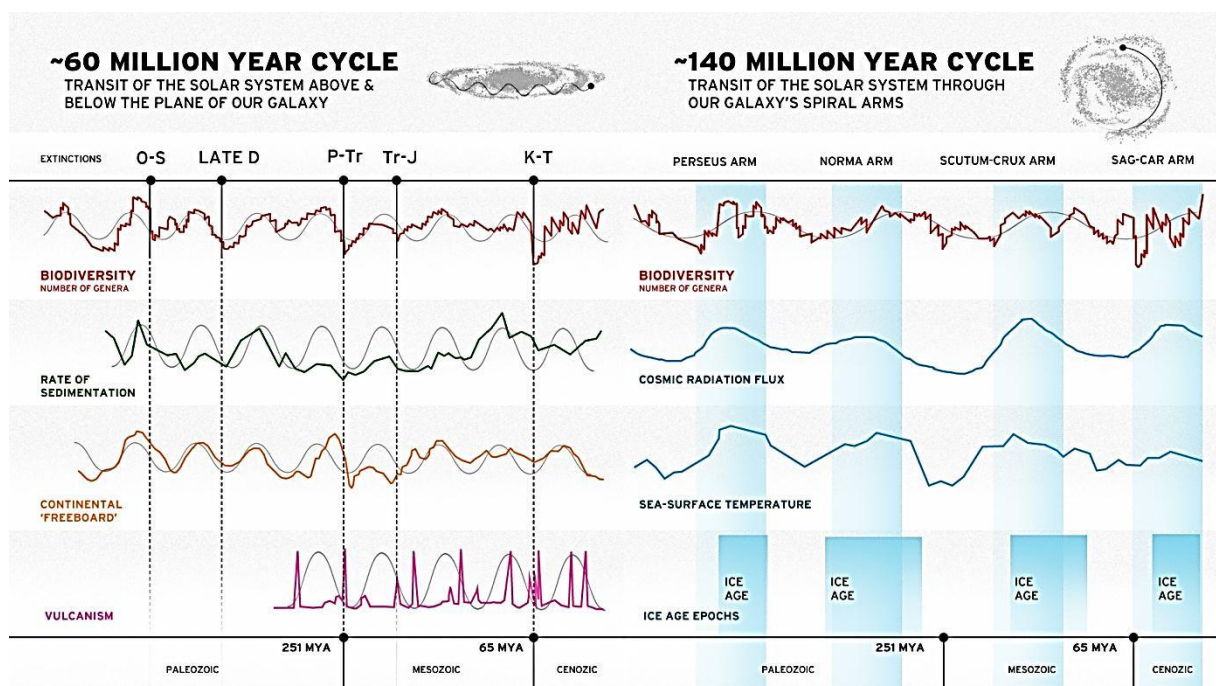 ~60 MILLION YEAR CYCLE
TRANSIT OF THE SOLAR SYSTEM ABOVE &
BELOW THE PLANE OF OUR GALAXY
~140 MILLION YEAR CYCLE
TRANSIT OF THE SOLAR SYSTEM THROUGH
OUR GALAXY'S SPIRAL ARMS
EXTINCTIONS
O-S
LATE D
P-Tr
Tr-J
K-T
PERSEUS ARM
NORMA ARM
SCUTUM-CRUX ARM
SAG-CAR ARM
BIODIVERSITY
NUMBER OF GENERA
BIODIVERSITY
NUMBER OF GENERA
RATE OF
SEDIMENTATION
COSMIC RADIATION FLUX
CONTINENTAL
'FREEBOARD'
SEA-SURFACE TEMPERATURE
VULCANISM
ICE AGE EPOCHS
ICE
AGE
ICE
AGE
ICE
AGE
ICE
AGE
251 MYA
65 MYA
251 MYA
65 MYA
PALEOZOIC
MESOZOIC
CENOZIC
PALEOZOIC
MESOZOIC
CENOZIC